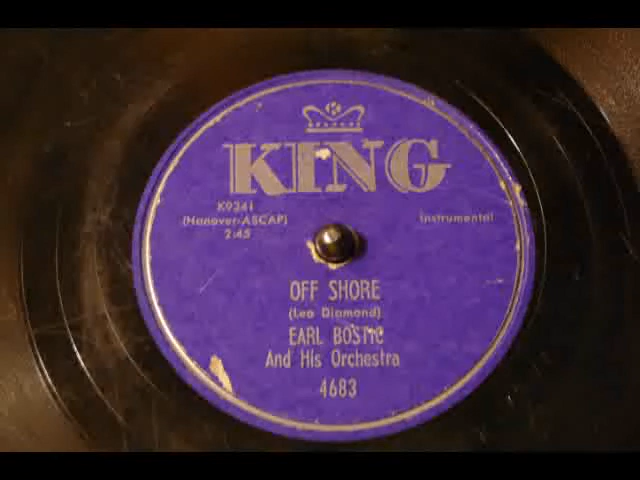 K
KING
K9341
(Hanover-ASCAP)
2:45
Instrumental
OFF SHORE
(Leo Diamond)
EARL BOSTIC
And His Orchestra
4683